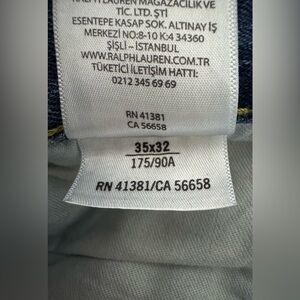 RALPH LAUREN MAĞAZACILIK VE
TİC. LTD. ŞTİ
ESENTEPE KASAP SOK. ALTINAY İŞ
MERKEZİ NO:8-10 K:4 34360
ŞİŞLİ - İSTANBUL
WWW.RALPHLAUREN.COM.TR
TÜKETİCİ İLETİŞİM HATTI:
0212 345 69 69
RN 41381
CA 56658
35x32
175/90A
RN 41381/CA 56658